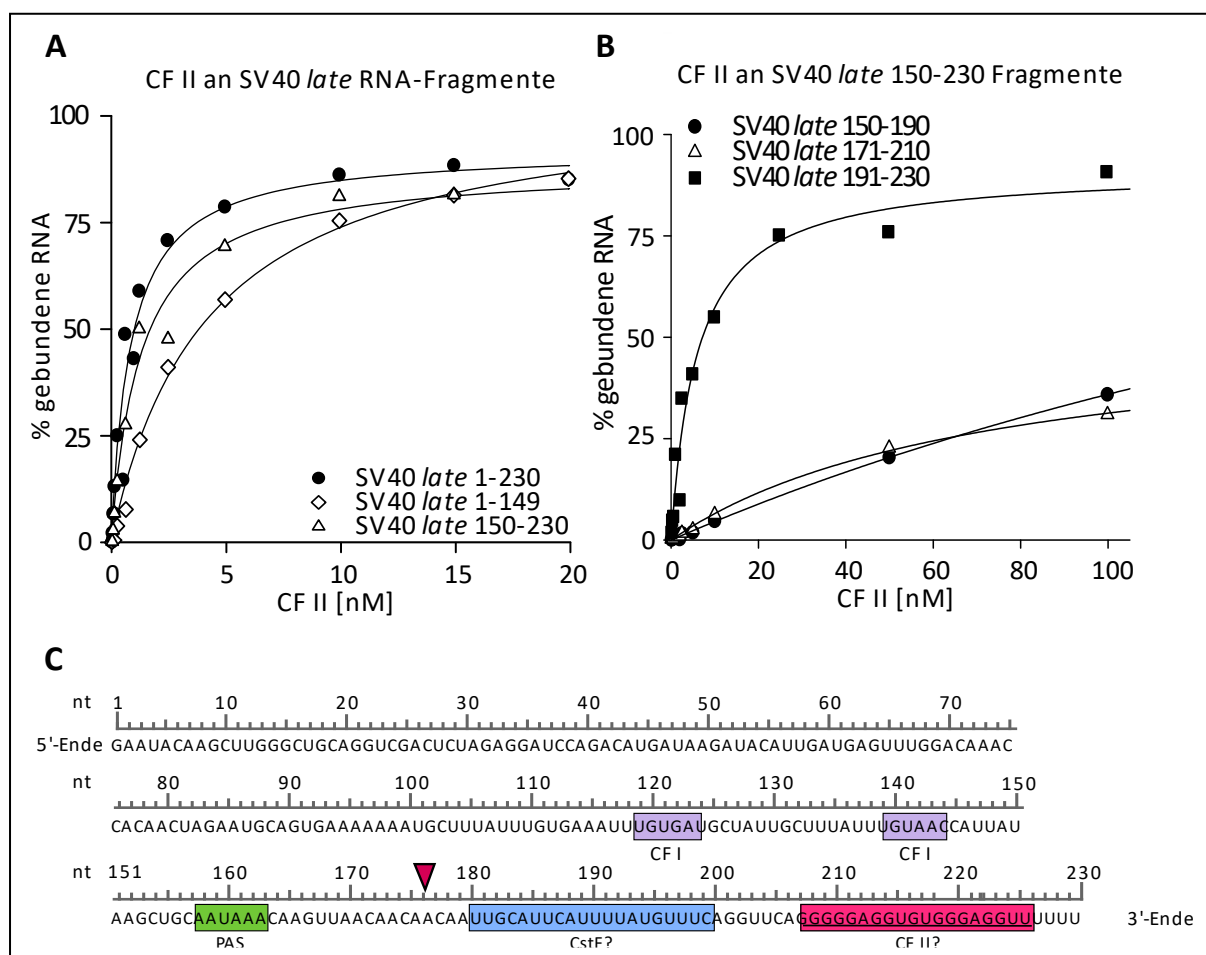 A
CF II an SV40 late RNA-Fragmente
100
75
50
25
0
% gebundene RNA
SV40 late 1-230
SV40 late 1-149
SV40 late 150-230
0 5 10 15 20
CF II [nM]
B
CF II an SV40 late 150-230 Fragmente
SV40 late 150-190
SV40 late 171-210
SV40 late 191-230
100
75
50
25
0
% gebundene RNA
0 20 40 60 80 100
CF II [nM]
C
nt 1 10 20 30 40 50 60 70
5'-Ende GAAUACAAGCUUGGGCUGCAGGUCGACUCUAGAGGAUCCAGACAUGAUAAGAUACAUUGAUGAGUUUGGACAAAC
nt 80 90 100 110 120 130 140 150
CACAACUAGAAUGCAGUGAAAAAAAUGCUUUAUUUGUGAAAUUUGUGAUGCUAUUGCUUUAUUUGUAACCAUUAU
CF I CF I
nt 151 160 170 180 190 200 210 220 230
AAGCUGCAAUAAACAAGUUAACAACAACAAUUGCAUUCAUUUUAUGUUUCAGGUUCAGGGGGAGGUGUGGGAGGUUUUUU 3'-Ende
PAS CstF? CF II?